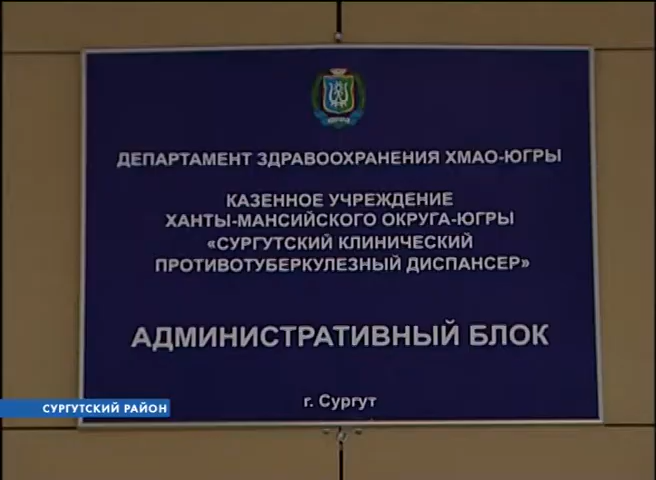 ДЕПАРТАМЕНТ ЗДРАВООХРАНЕНИЯ ХМАО-ЮГРЫ
КАЗЕННОЕ УЧРЕЖДЕНИЕ
ХАНТЫ-МАНСИЙСКОГО ОКРУГА-ЮГРЫ
«СУРГУТСКИЙ КЛИНИЧЕСКИЙ
ПРОТИВОТУБЕРКУЛЕЗНЫЙ ДИСПАНСЕР»
АДМИНИСТРАТИВНЫЙ БЛОК
г. Сургут
СУРГУТСКИЙ РАЙОН